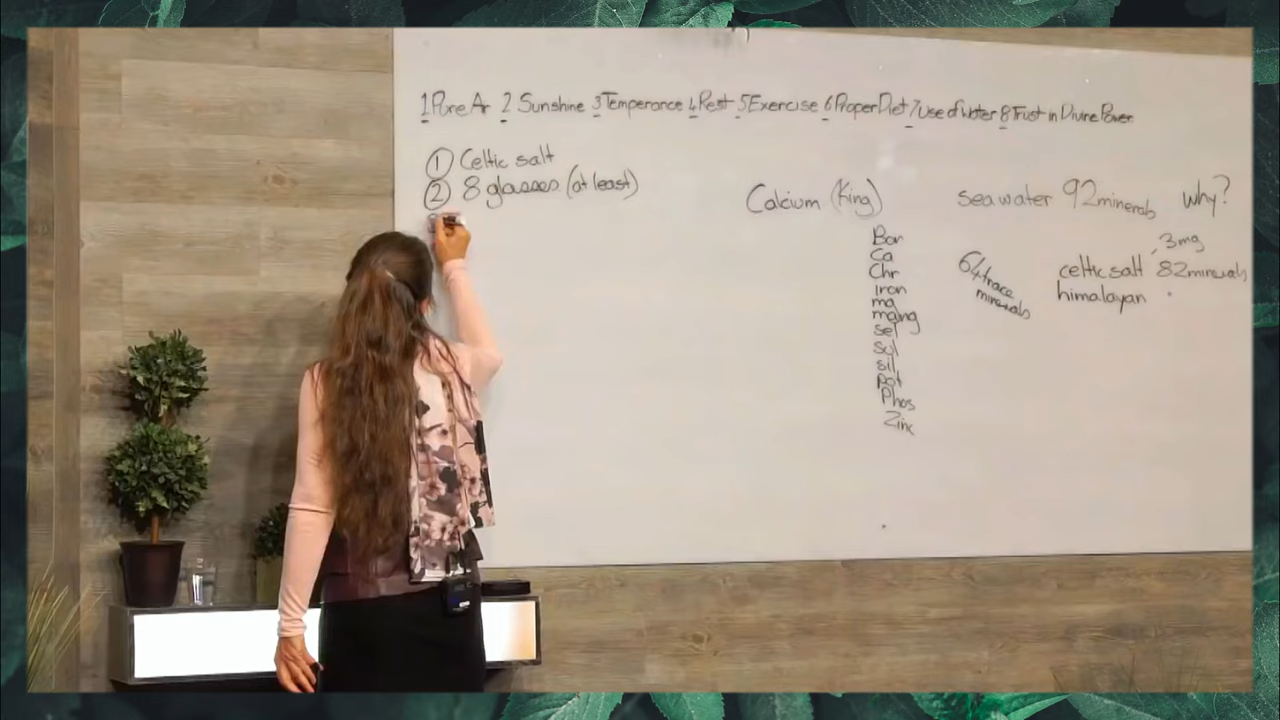 1 Pure Air 2 Sunshine 3 Temperance 4 Rest 5 Exercise 6 Proper Diet 7 Use of Water 8 Trust in Divine Power
① Celtic salt
② 8 glasses (at least)
Calcium (King)
Bor
Ca
Chr
Iron
mg
mang
sel
Sul
sil
Pot
Phos
Zinc
sea water 92 minerals why?
3mg
celtic salt 82 minerals
himalayan
64 trace
minerals